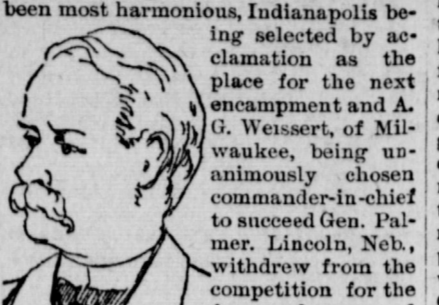 been most harmonious, Indianapolis be-
ing selected by ac-
clamation as the
place for the next
encampment and A.
G. Weissert, of Mil-
waukee, being un-
animously chosen
commander-in-chief
to succeed Gen. Pal-
mer. Lincoln, Neb.,
withdrew from the
competition for the